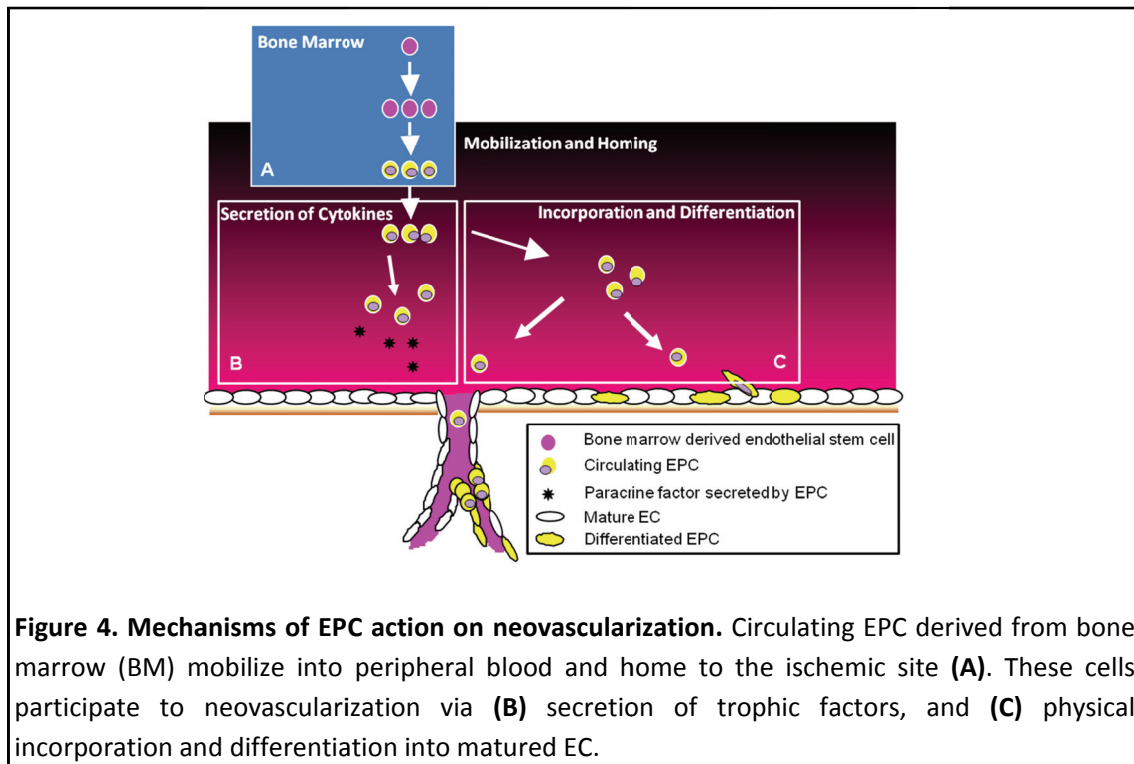 Bone Marrow
A
Mobilization and Homing
Secretion of Cytokines
B
Incorporation and Differentiation
C
Bone marrow derived endothelial stem cell
Circulating EPC
Paracrine factor secreted by EPC
Mature EC
Differentiated EPC
Figure 4. Mechanisms of EPC action on neovascularization. Circulating EPC derived from bone
marrow (BM) mobilize into peripheral blood and home to the ischemic site (A). These cells
participate to neovascularization via (B) secretion of trophic factors, and (C) physical
incorporation and differentiation into matured EC.